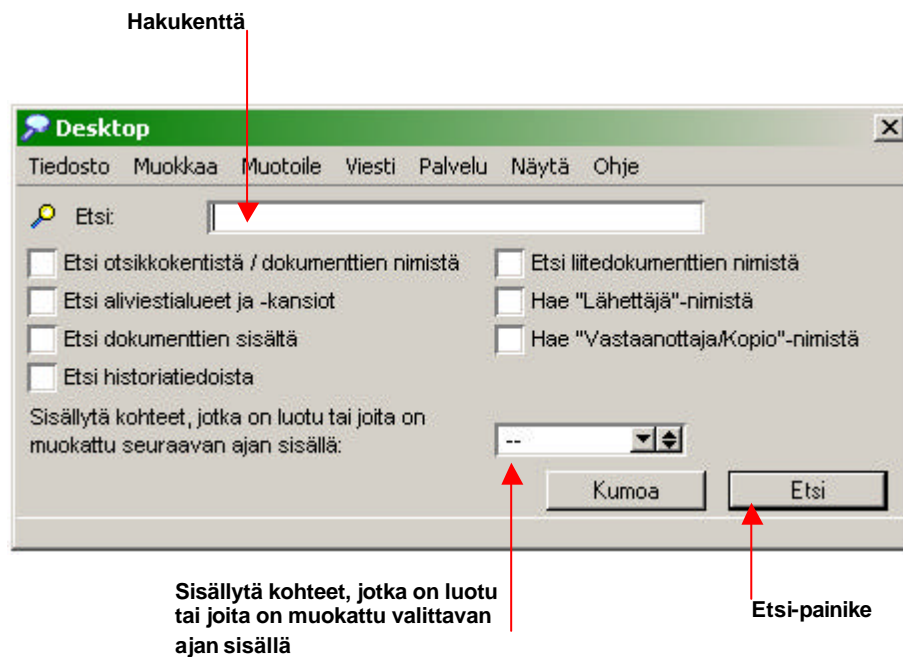 Hakukenttä
Desktop
Tiedosto Muokkaa Muotoile Viesti Palvelu Näytä Ohje
Etsi:
Etsi otsikkokentistä / dokumenttien nimistä
Etsi liitedokumenttien nimistä
Etsi aliviestialueet ja -kansiot
Hae "Lähettäjä"-nimistä
Etsi dokumenttien sisältä
Hae "Vastaanottaja/Kopio"-nimistä
Etsi historiatiedoista
Sisällytä kohteet, jotka on luotu tai joita on
muokattu seuraavan ajan sisällä:
--
Kumoa
Etsi
Sisällytä kohteet, jotka on luotu
tai joita on muokattu valittavan
ajan sisällä
Etsi-painike